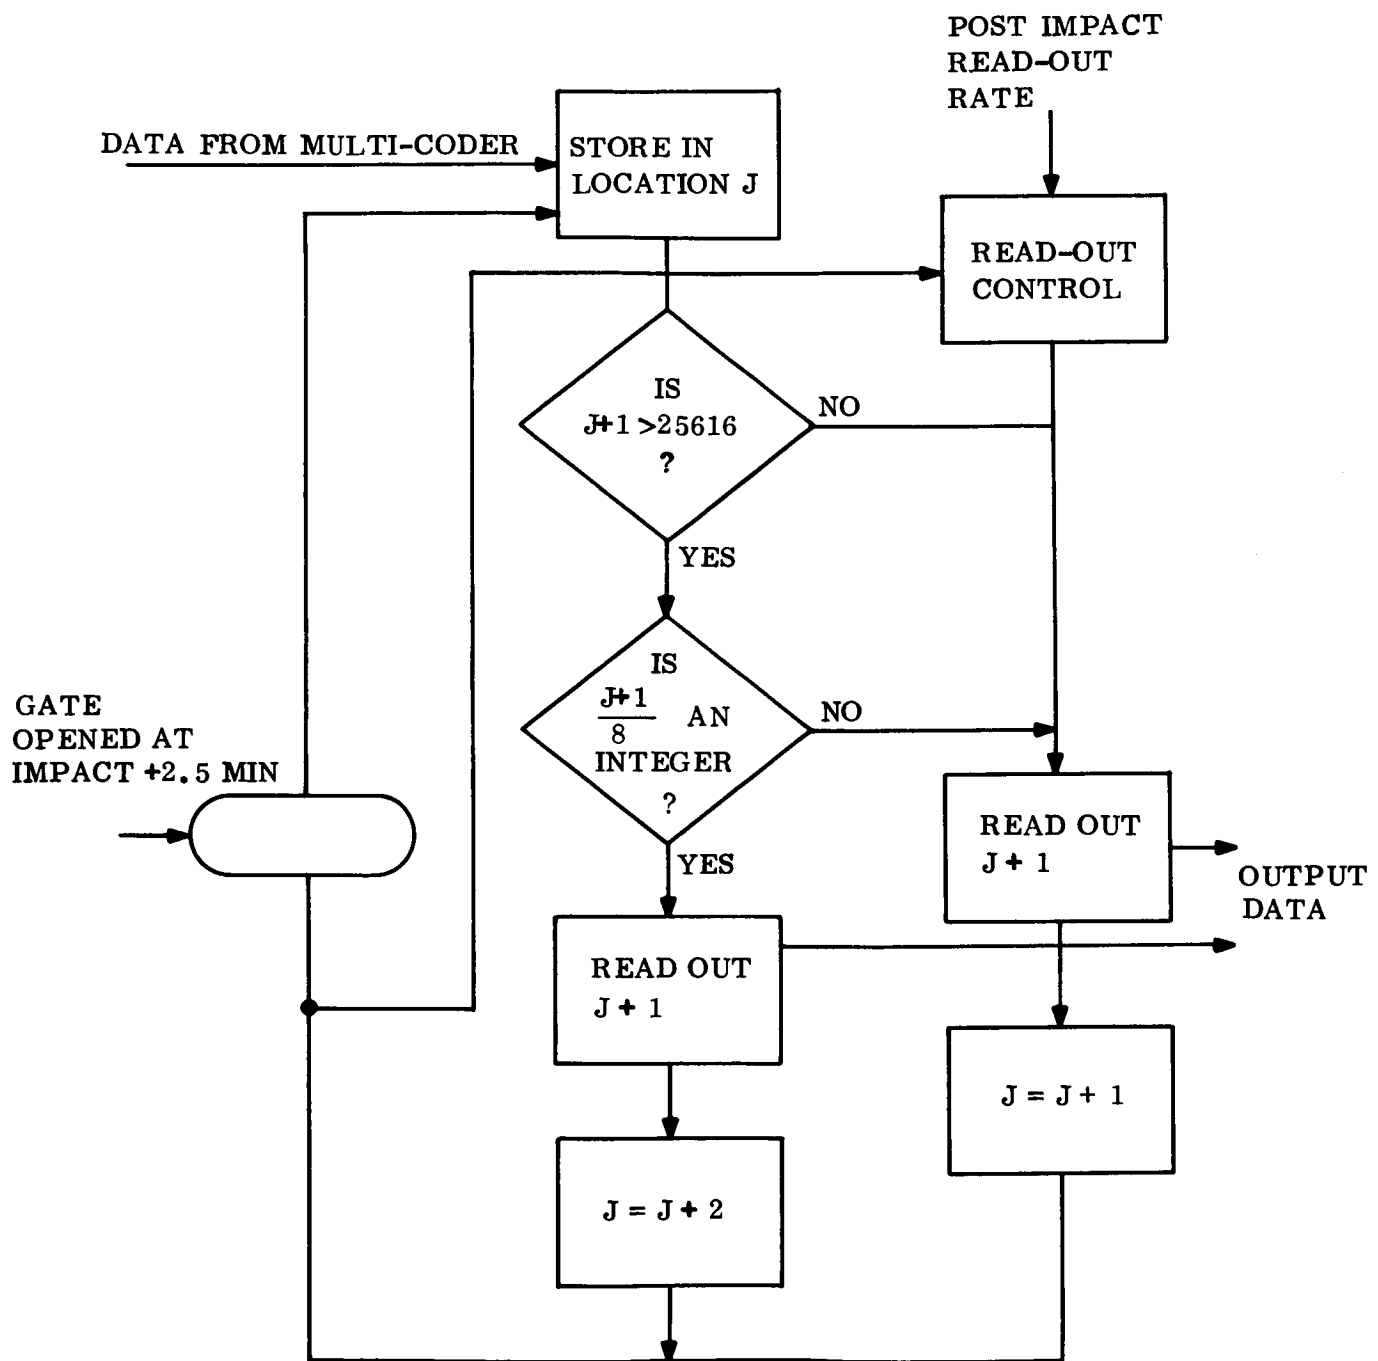 POST IMPACT
READ-OUT
RATE
DATA FROM MULTI-CODER
STORE IN
LOCATION J
READ-OUT
CONTROL
IS
J+1 >25616
?
NO
YES
IS
J+1
8
AN
INTEGER
?
NO
YES
GATE
OPENED AT
IMPACT +2.5 MIN
READ OUT
J + 1
OUTPUT
DATA
READ OUT
J + 1
J = J + 1
J = J + 2